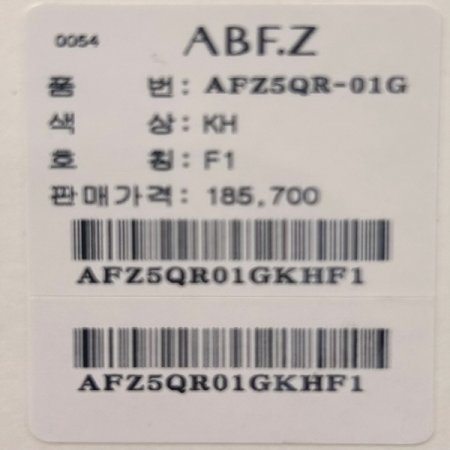 0054 ABF.Z
품 번: AFZ5QR-01G
색 상: KH
호 칭: F1
판매가격: 185,700
AFZ5QR01GKHF1
AFZ5QR01GKHF1